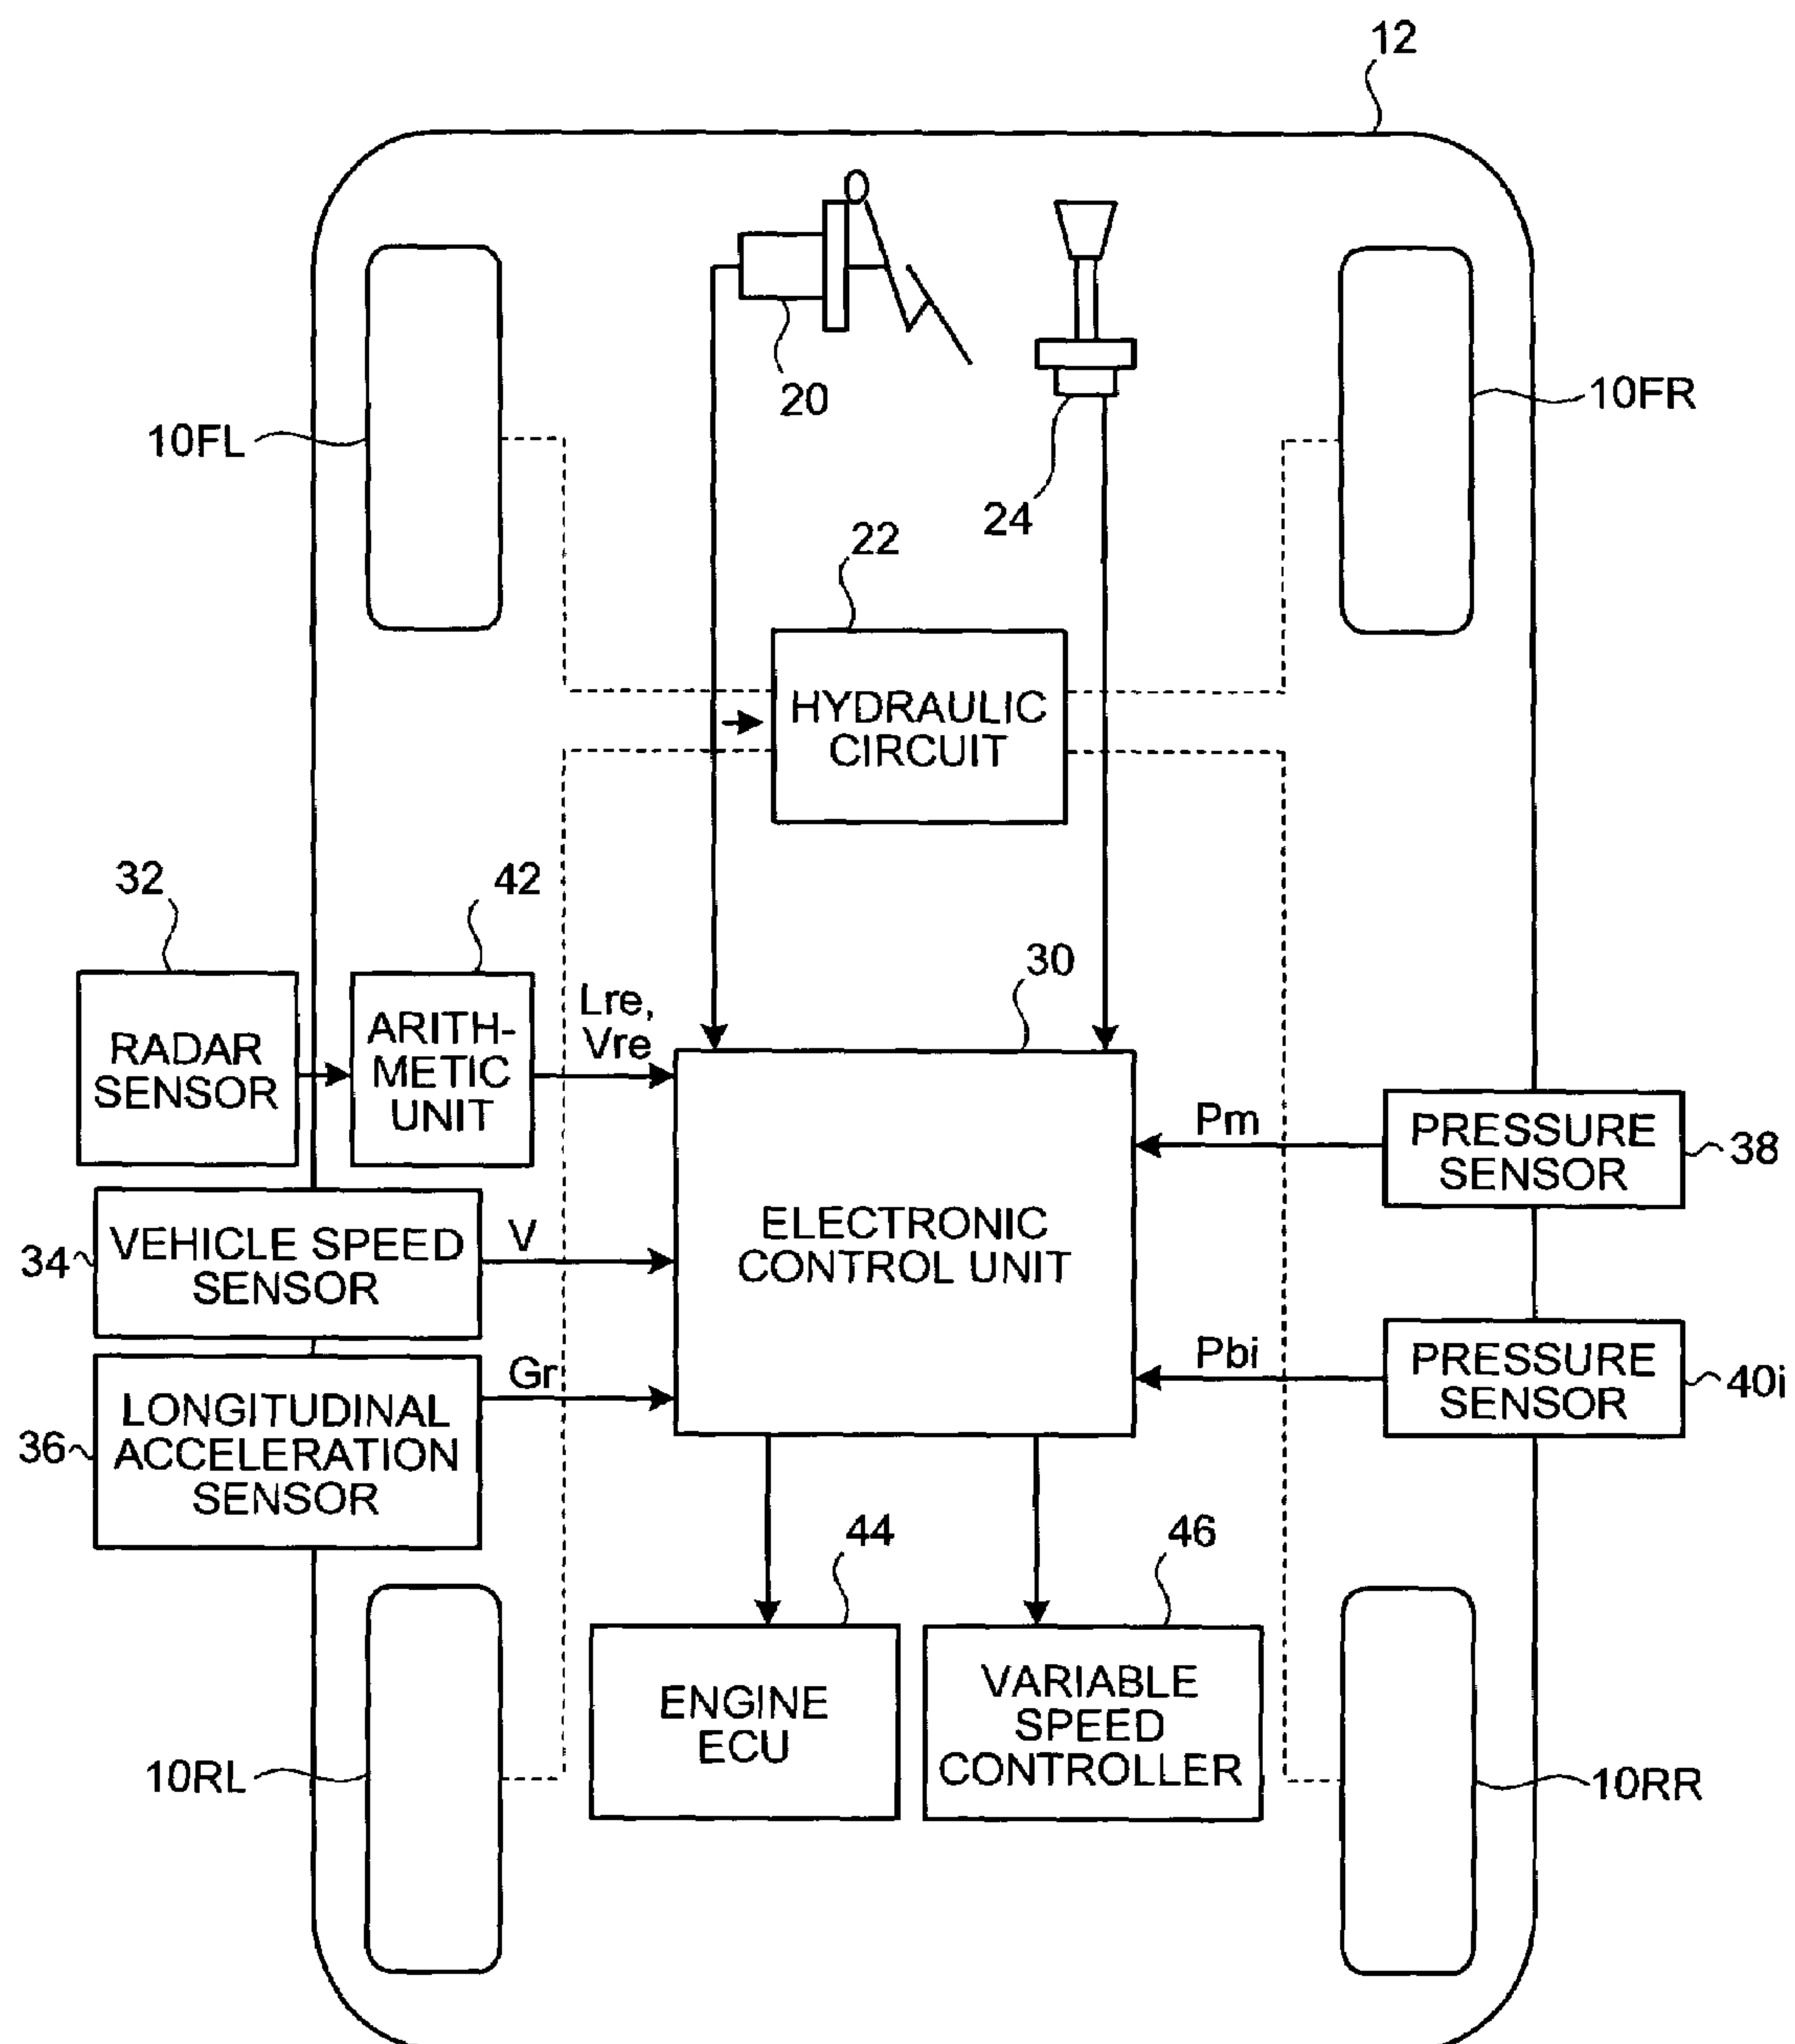 12
20
10FL
10FR
24
22
HYDRAULIC
CIRCUIT
32
42
30
RADAR
SENSOR
ARITH-
METIC
UNIT
Lre,
Vre
ELECTRONIC
CONTROL UNIT
Pm
PRESSURE
SENSOR
38
34
VEHICLE SPEED
SENSOR
V
Pbi
PRESSURE
SENSOR
40i
36
LONGITUDINAL
ACCELERATION
SENSOR
Gr
44
46
ENGINE
ECU
VARIABLE
SPEED
CONTROLLER
10RL
10RR